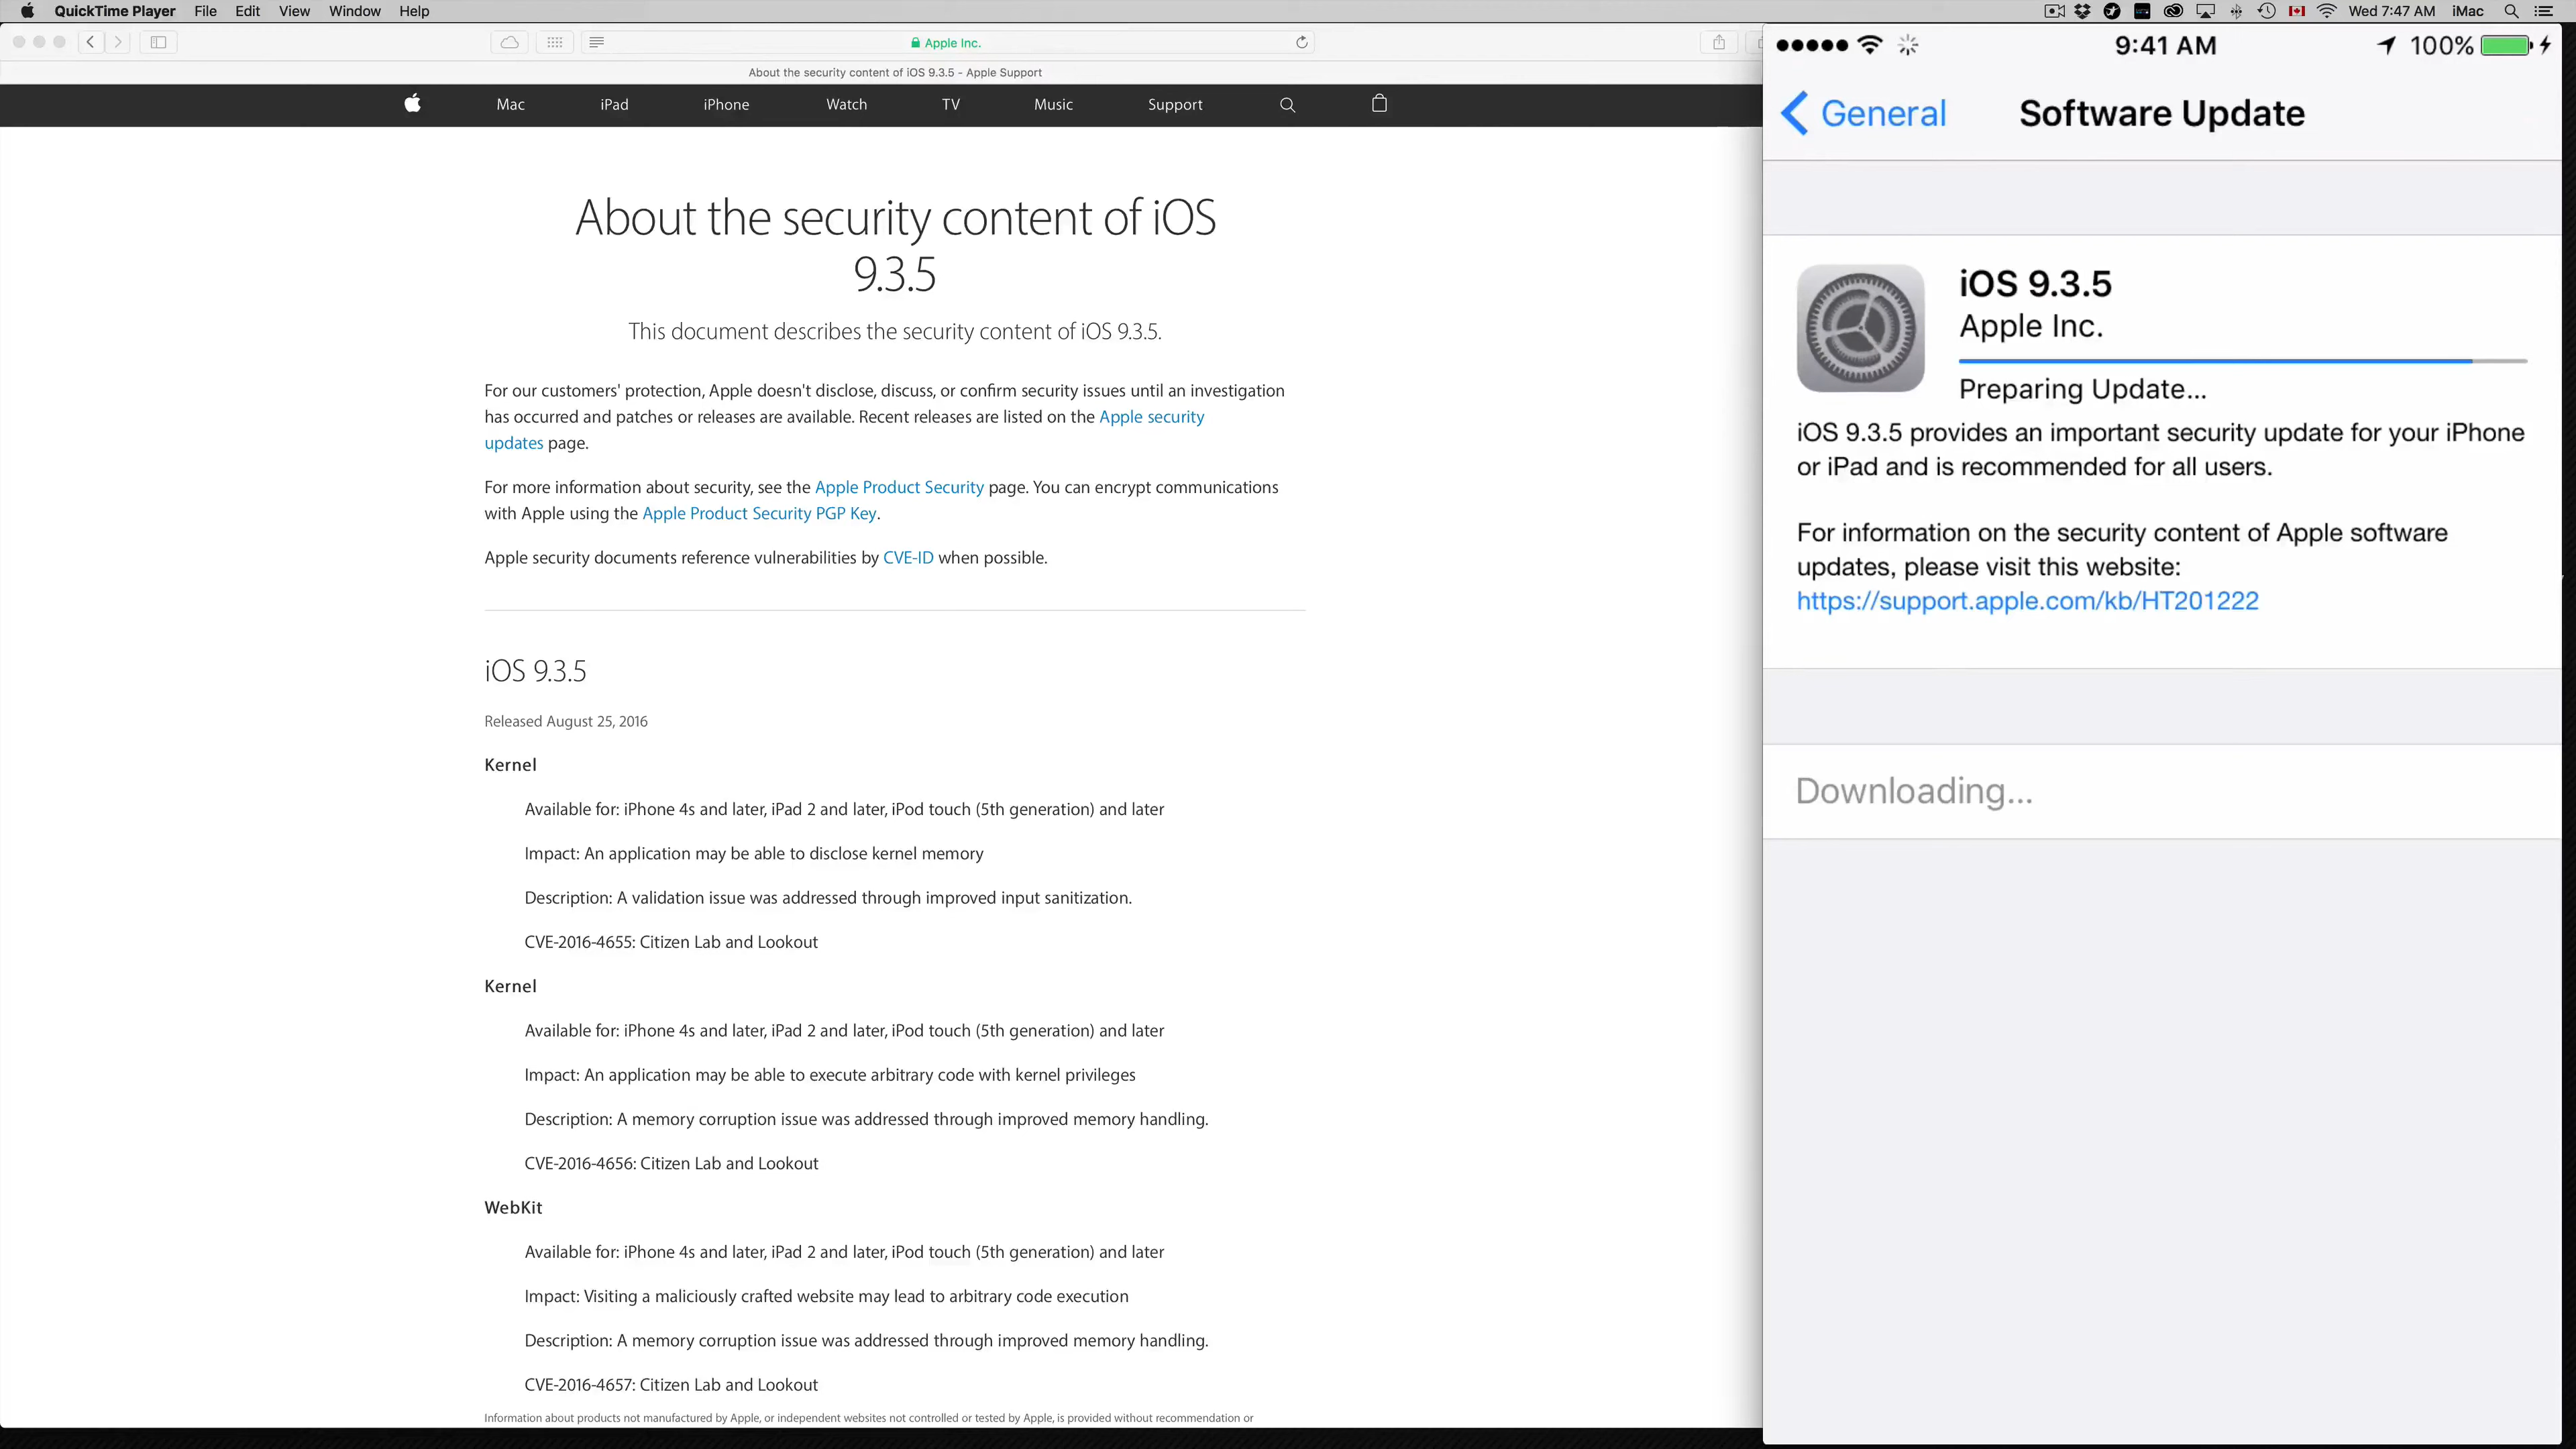 QuickTime Player File Edit View Window Help
Wed 7:47 AM iMac
Apple Inc.
About the security content of iOS 9.3.5 - Apple Support
Mac iPad iPhone Watch TV Music Support
About the security content of iOS
9.3.5
This document describes the security content of iOS 9.3.5.
For our customers' protection, Apple doesn't disclose, discuss, or confirm security issues until an investigation
has occurred and patches or releases are available. Recent releases are listed on the Apple security
updates page.
For more information about security, see the Apple Product Security page. You can encrypt communications
with Apple using the Apple Product Security PGP Key.
Apple security documents reference vulnerabilities by CVE-ID when possible.
iOS 9.3.5
Released August 25, 2016
Kernel
Available for: iPhone 4s and later, iPad 2 and later, iPod touch (5th generation) and later
Impact: An application may be able to disclose kernel memory
Description: A validation issue was addressed through improved input sanitization.
CVE-2016-4655: Citizen Lab and Lookout
Kernel
Available for: iPhone 4s and later, iPad 2 and later, iPod touch (5th generation) and later
Impact: An application may be able to execute arbitrary code with kernel privileges
Description: A memory corruption issue was addressed through improved memory handling.
CVE-2016-4656: Citizen Lab and Lookout
WebKit
Available for: iPhone 4s and later, iPad 2 and later, iPod touch (5th generation) and later
Impact: Visiting a maliciously crafted website may lead to arbitrary code execution
Description: A memory corruption issue was addressed through improved memory handling.
CVE-2016-4657: Citizen Lab and Lookout
Information about products not manufactured by Apple, or independent websites not controlled or tested by Apple, is provided without recommendation or
9:41 AM 100%
General Software Update
iOS 9.3.5
Apple Inc.
Preparing Update...
iOS 9.3.5 provides an important security update for your iPhone
or iPad and is recommended for all users.
For information on the security content of Apple software
updates, please visit this website:
https://support.apple.com/kb/HT201222
Downloading...